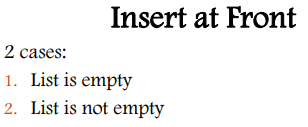 Insert at Front
2 cases:
1. List is empty
2. List is not empty